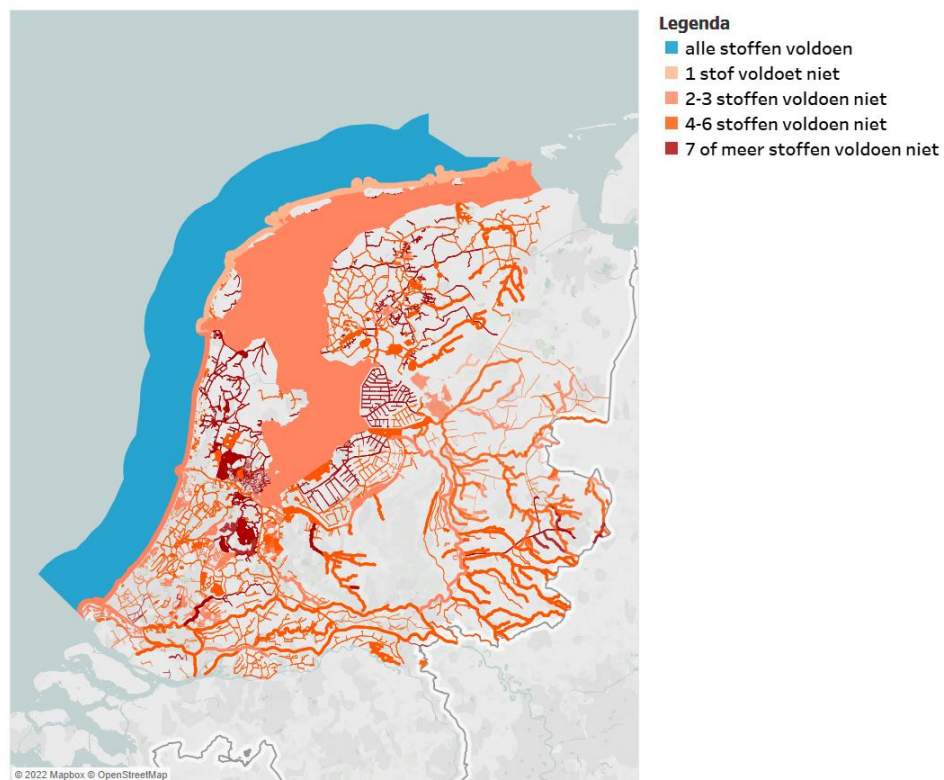 Legenda
alle stoffen voldoen
1 stof voldoet niet
2-3 stoffen voldoen niet
4-6 stoffen voldoen niet
7 of meer stoffen voldoen niet
© 2022 Mapbox © OpenStreetMap